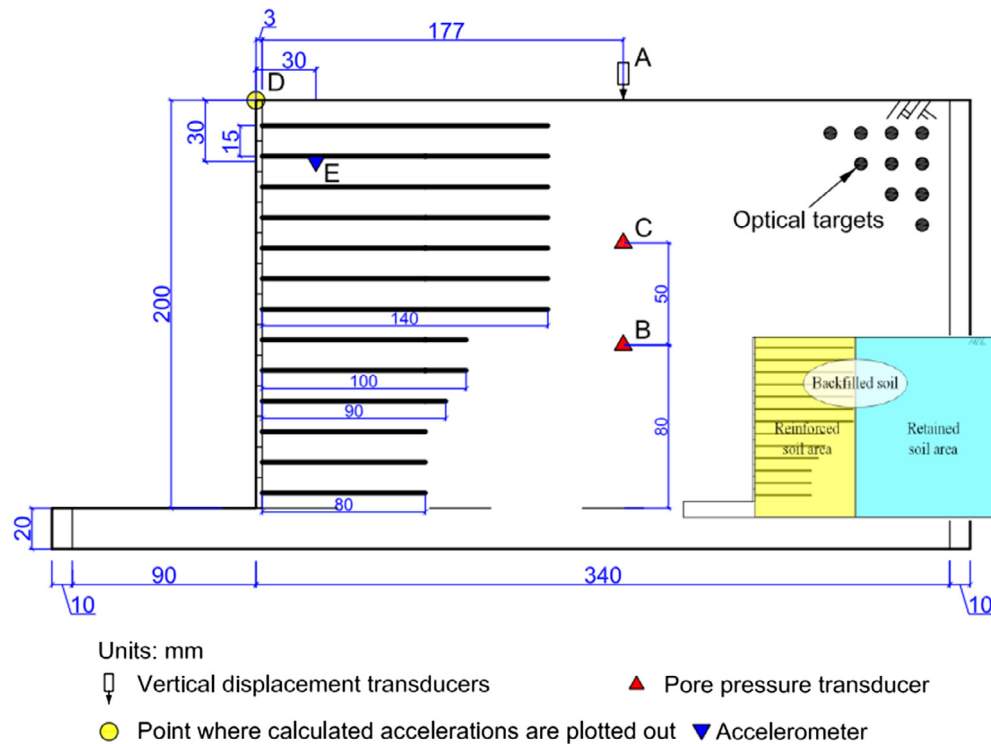 3
177
30
A
D
30
15
E
Optical targets
C
200
50
140
B
100
Backfilled soil
90
80
Reinforced
soil area
Retained
soil area
80
20
90
340
10
10
Units: mm
Vertical displacement transducers
Pore pressure transducer
Point where calculated accelerations are plotted out
Accelerometer